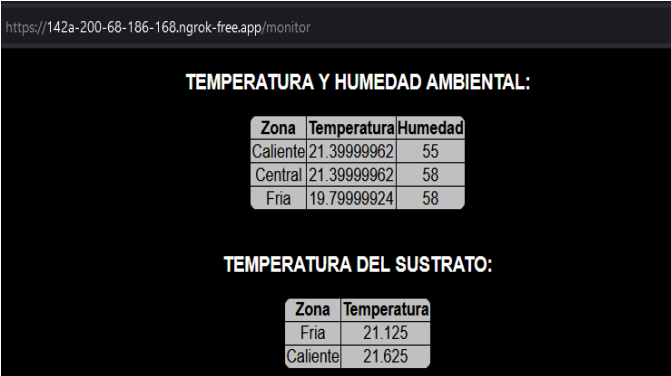 https://142a-200-68-186-168.ngrok-free.app/monitor
TEMPERATURA Y HUMEDAD AMBIENTAL:
Zona Temperatura Humedad
Caliente 21.39999962 55
Central 21.39999962 58
Fria 19.79999924 58
TEMPERATURA DEL SUSTRATO:
Zona Temperatura
Fria 21.125
Caliente 21.625